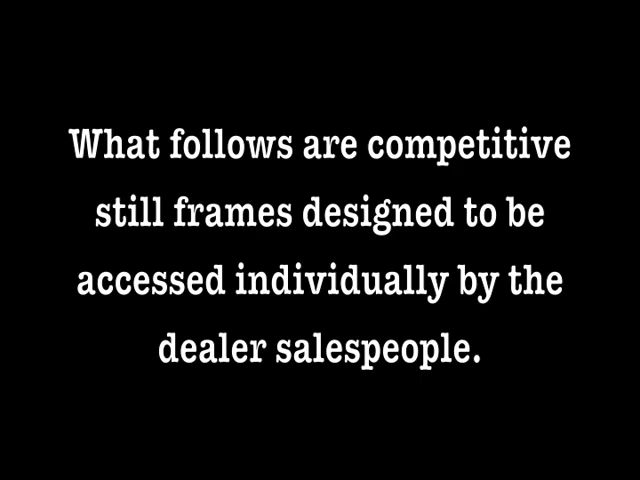 What follows are competitive
still frames designed to be
accessed individually by the
dealer salespeople.